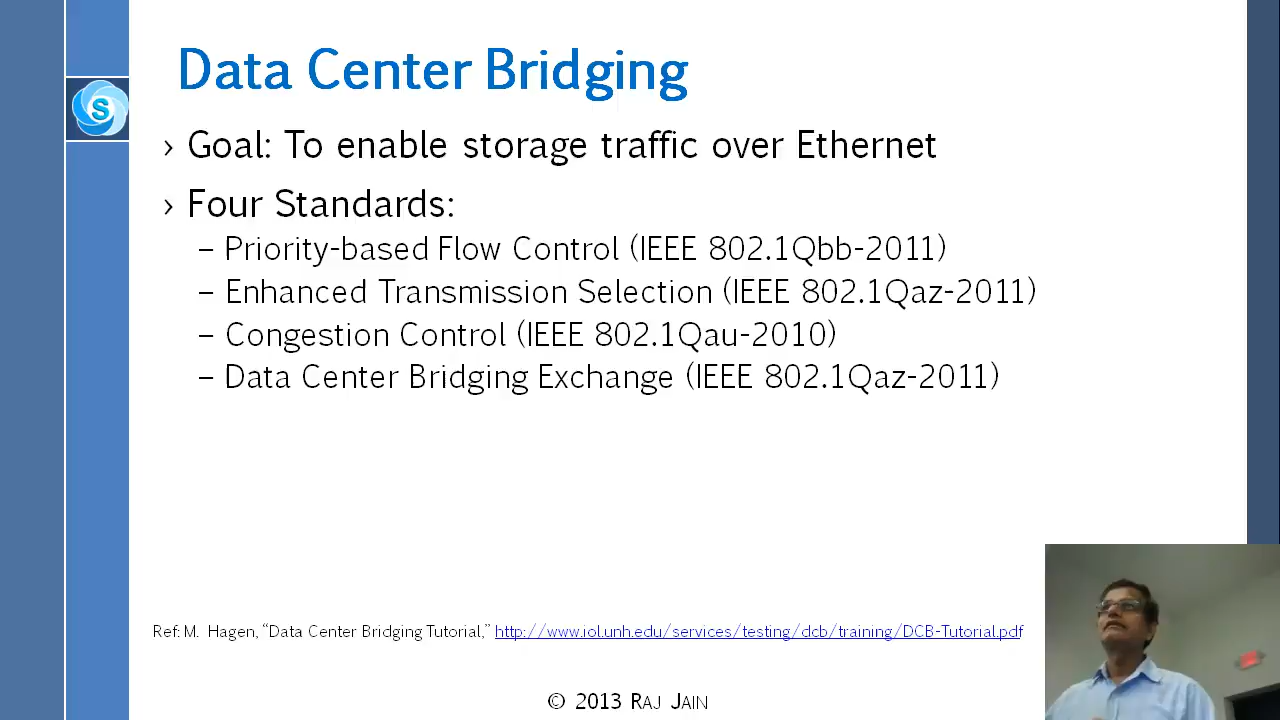 Data Center Bridging
S
› Goal: To enable storage traffic over Ethernet
› Four Standards:
– Priority-based Flow Control (IEEE 802.1Qbb-2011)
– Enhanced Transmission Selection (IEEE 802.1Qaz-2011)
– Congestion Control (IEEE 802.1Qau-2010)
– Data Center Bridging Exchange (IEEE 802.1Qaz-2011)
Ref: M. Hagen, “Data Center Bridging Tutorial,” http://www.iol.unh.edu/services/testing/dcb/training/DCB-Tutorial.pdf
© 2013 RAJ JAIN